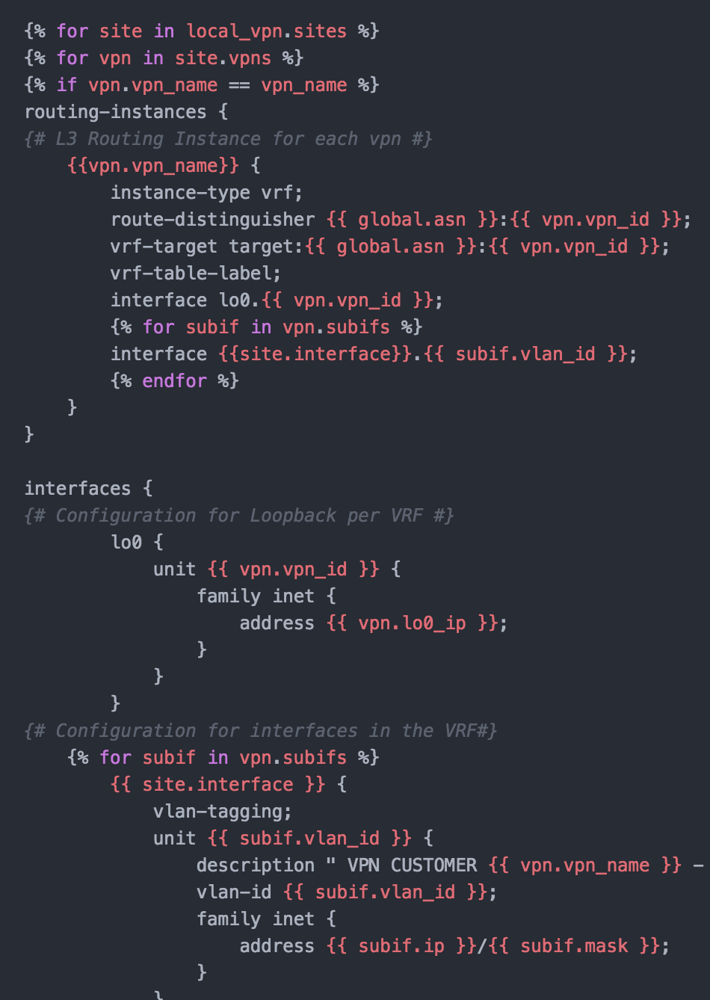 {% for site in local_vpn.sites %}
{% for vpn in site.vpns %}
{% if vpn.vpn_name == vpn_name %}
routing-instances {
{# L3 Routing Instance for each vpn #}
    {{vpn.vpn_name}} {
        instance-type vrf;
        route-distinguisher {{ global.asn }}:{{ vpn.vpn_id }};
        vrf-target target:{{ global.asn }}:{{ vpn.vpn_id }};
        vrf-table-label;
        interface lo0.{{ vpn.vpn_id }};
        {% for subif in vpn.subifs %}
        interface {{site.interface}}.{{ subif.vlan_id }};
        {% endfor %}
    }
}

interfaces {
{# Configuration for Loopback per VRF #}
        lo0 {
            unit {{ vpn.vpn_id }} {
                family inet {
                    address {{ vpn.lo0_ip }};
                }
            }
        }
{# Configuration for interfaces in the VRF#}
    {% for subif in vpn.subifs %}
        {{ site.interface }} {
            vlan-tagging;
            unit {{ subif.vlan_id }} {
                description " VPN CUSTOMER {{ vpn.vpn_name }} -
                vlan-id {{ subif.vlan_id }};
                family inet {
                    address {{ subif.ip }}/{{ subif.mask }};
                }
            }